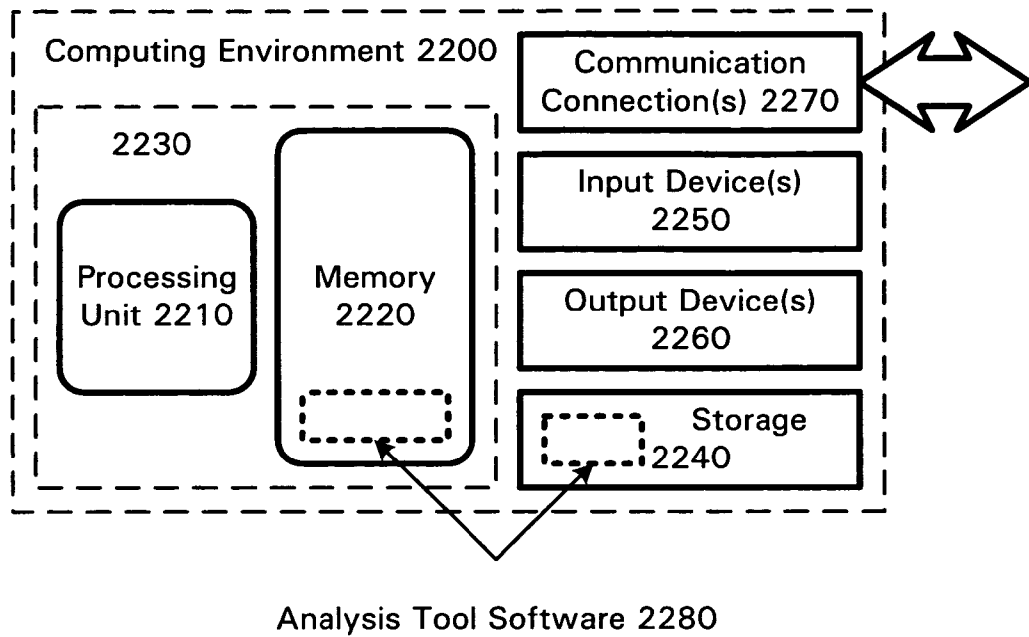 Computing Environment 2200
Communication
Connection(s) 2270
2230
Input Device(s)
2250
Processing
Unit 2210
Memory
2220
Output Device(s)
2260
Storage
2240
Analysis Tool Software 2280